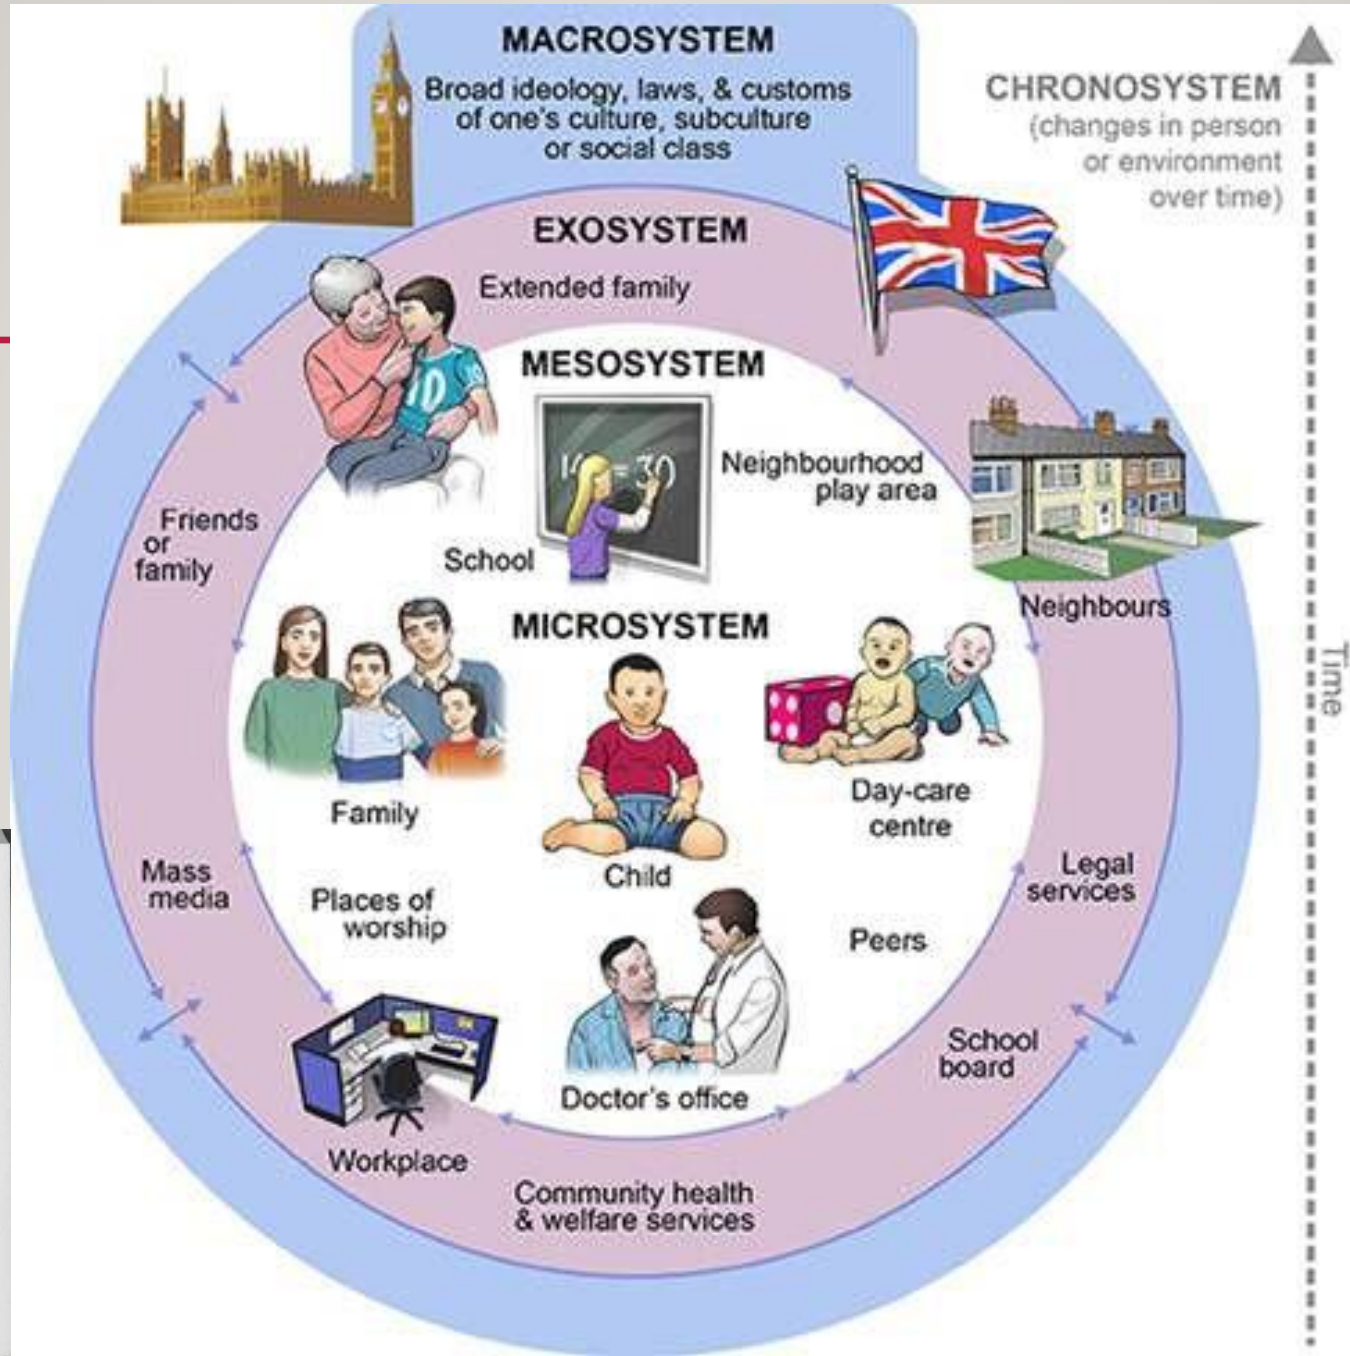 MACROSYSTEM
Broad ideology, laws, & customs
of one's culture, subculture
or social class
CHRONOSYSTEM
(changes in person
or environment
over time)
EXOSYSTEM
Extended family
MESOSYSTEM
Neighbourhood
play area
School
Friends
or
family
Neighbours
MICROSYSTEM
Time
Family
Day-care
centre
Child
Mass
media
Places of
worship
Legal
services
Peers
School
board
Doctor's office
Workplace
Community health
& welfare services